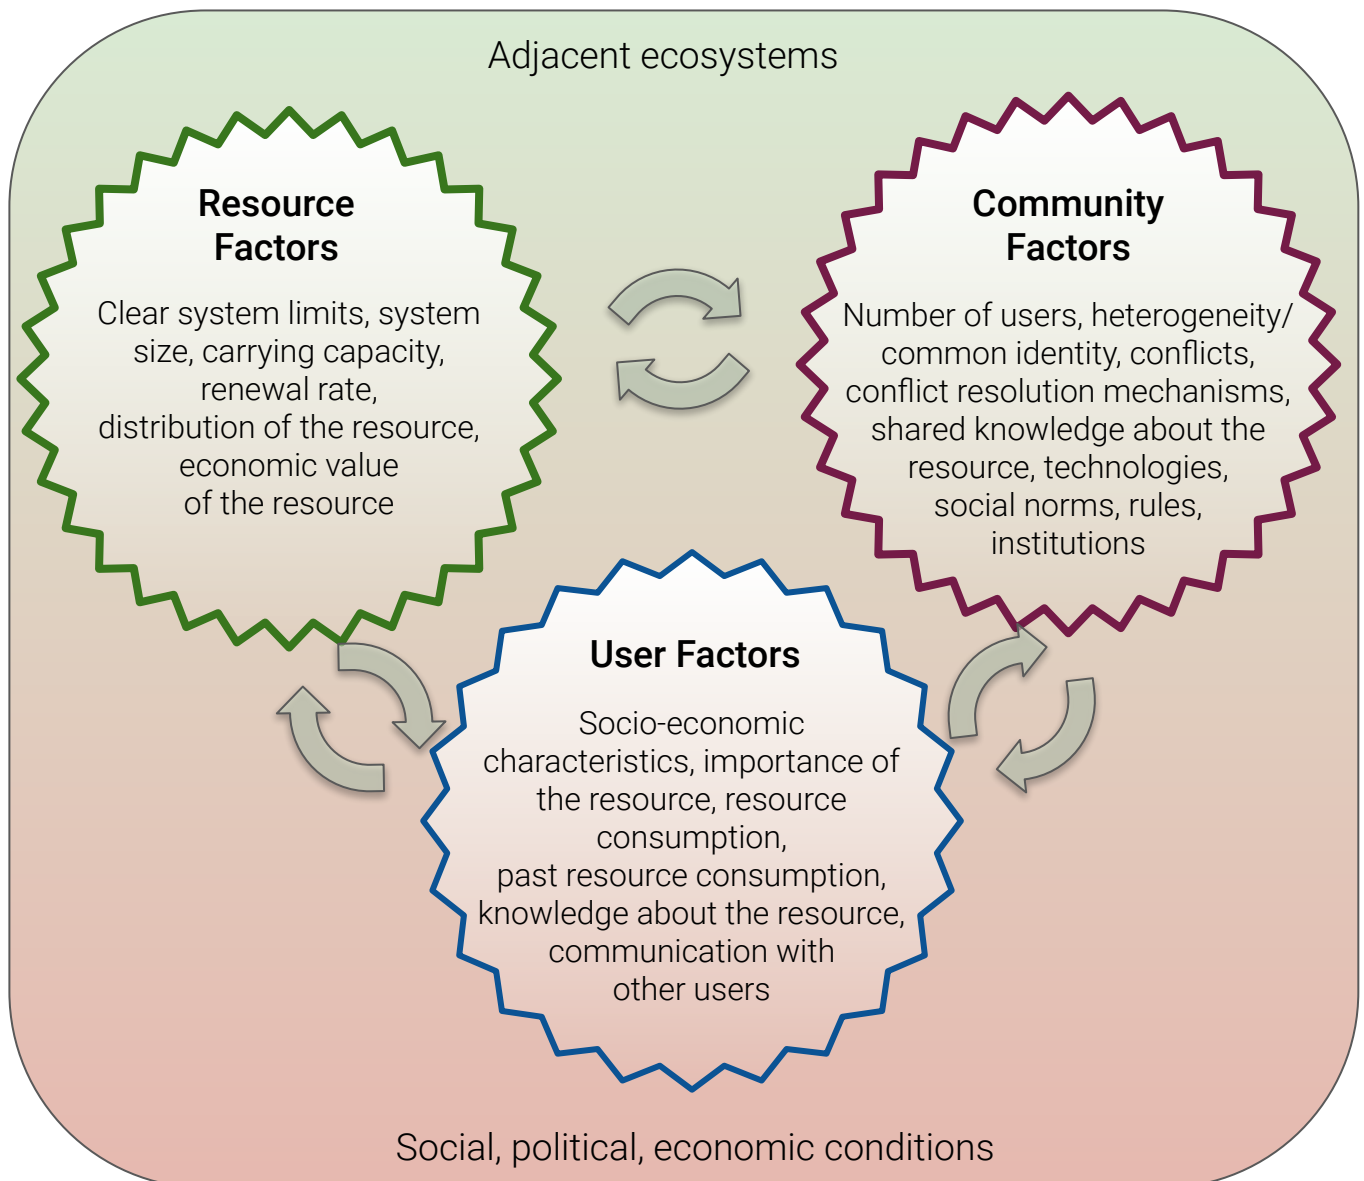 Adjacent ecosystems
Resource
Factors
Clear system limits, system
size, carrying capacity,
renewal rate,
distribution of the resource,
economic value
of the resource
Community
Factors
Number of users, heterogeneity/
common identity, conflicts,
conflict resolution mechanisms,
shared knowledge about the
resource, technologies,
social norms, rules,
institutions
User Factors
Socio-economic
characteristics, importance of
the resource, resource
consumption,
past resource consumption,
knowledge about the resource,
communication with
other users
Social, political, economic conditions